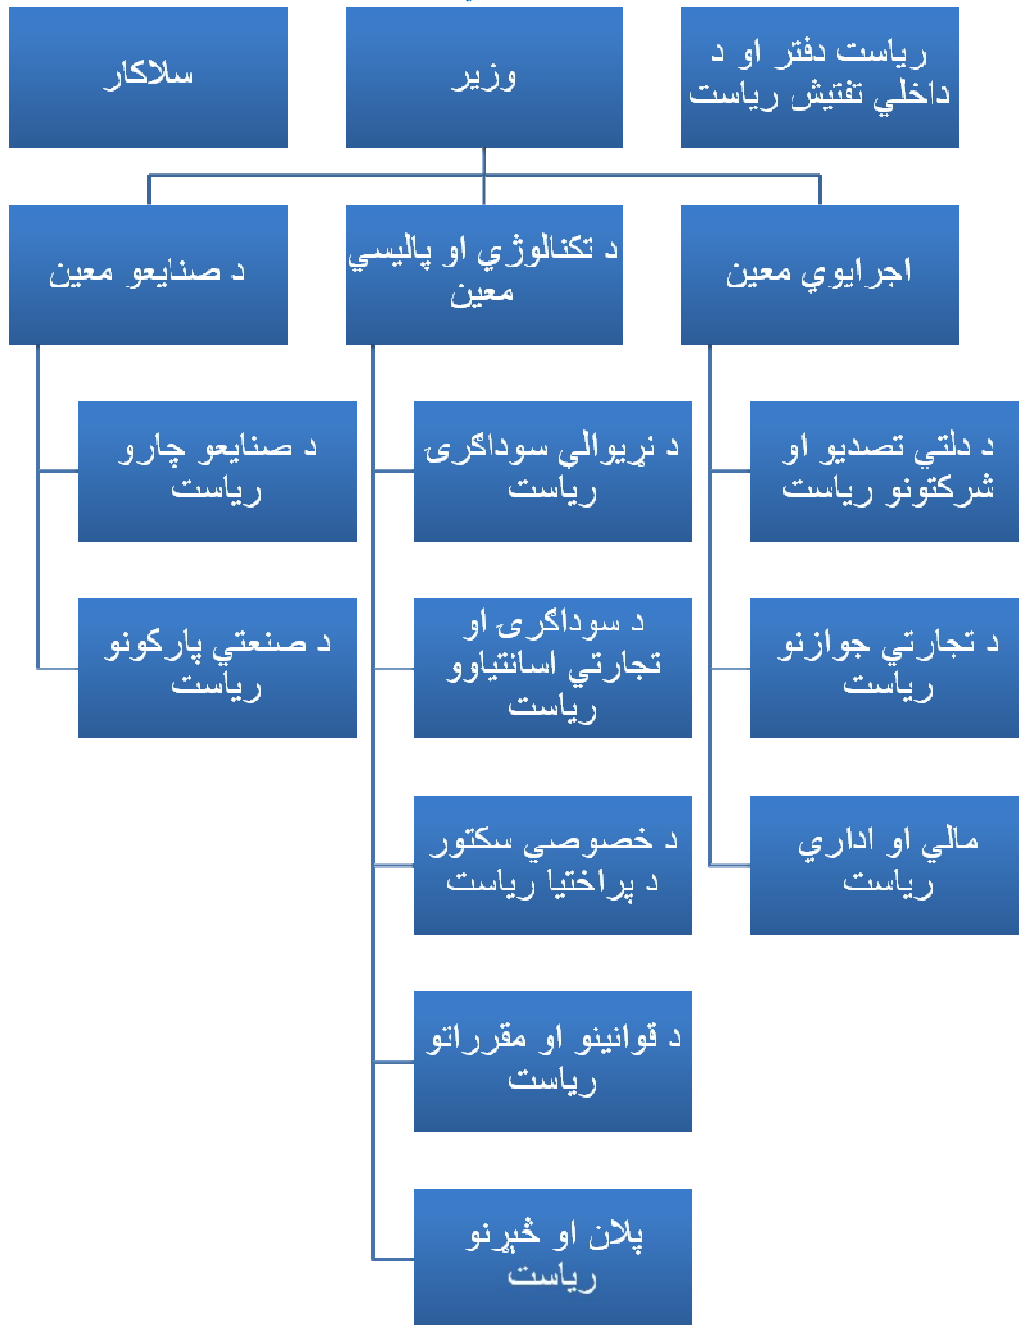 ریاست دفتر او د
داخلي تفتیش ریاست
وزیر
سلاکار
اجرایوي معین
د تکنالوژي او پالیسي
معین
د صنایعو معین
د دلتي تصدیو او
شرکتونو ریاست
د نړیوالي سوداګرۍ
ریاست
د صنایعو چارو
ریاست
د تجارتي جوازنو
ریاست
د سوداګرۍ او
تجارتي اسانتیاوو
ریاست
د صنعتي پارکونو
ریاست
مالي او اداري
ریاست
د خصوصي سکتور
د پراختیا ریاست
د قوانینو او مقرراتو
ریاست
پلان او څېړنو
ریاست